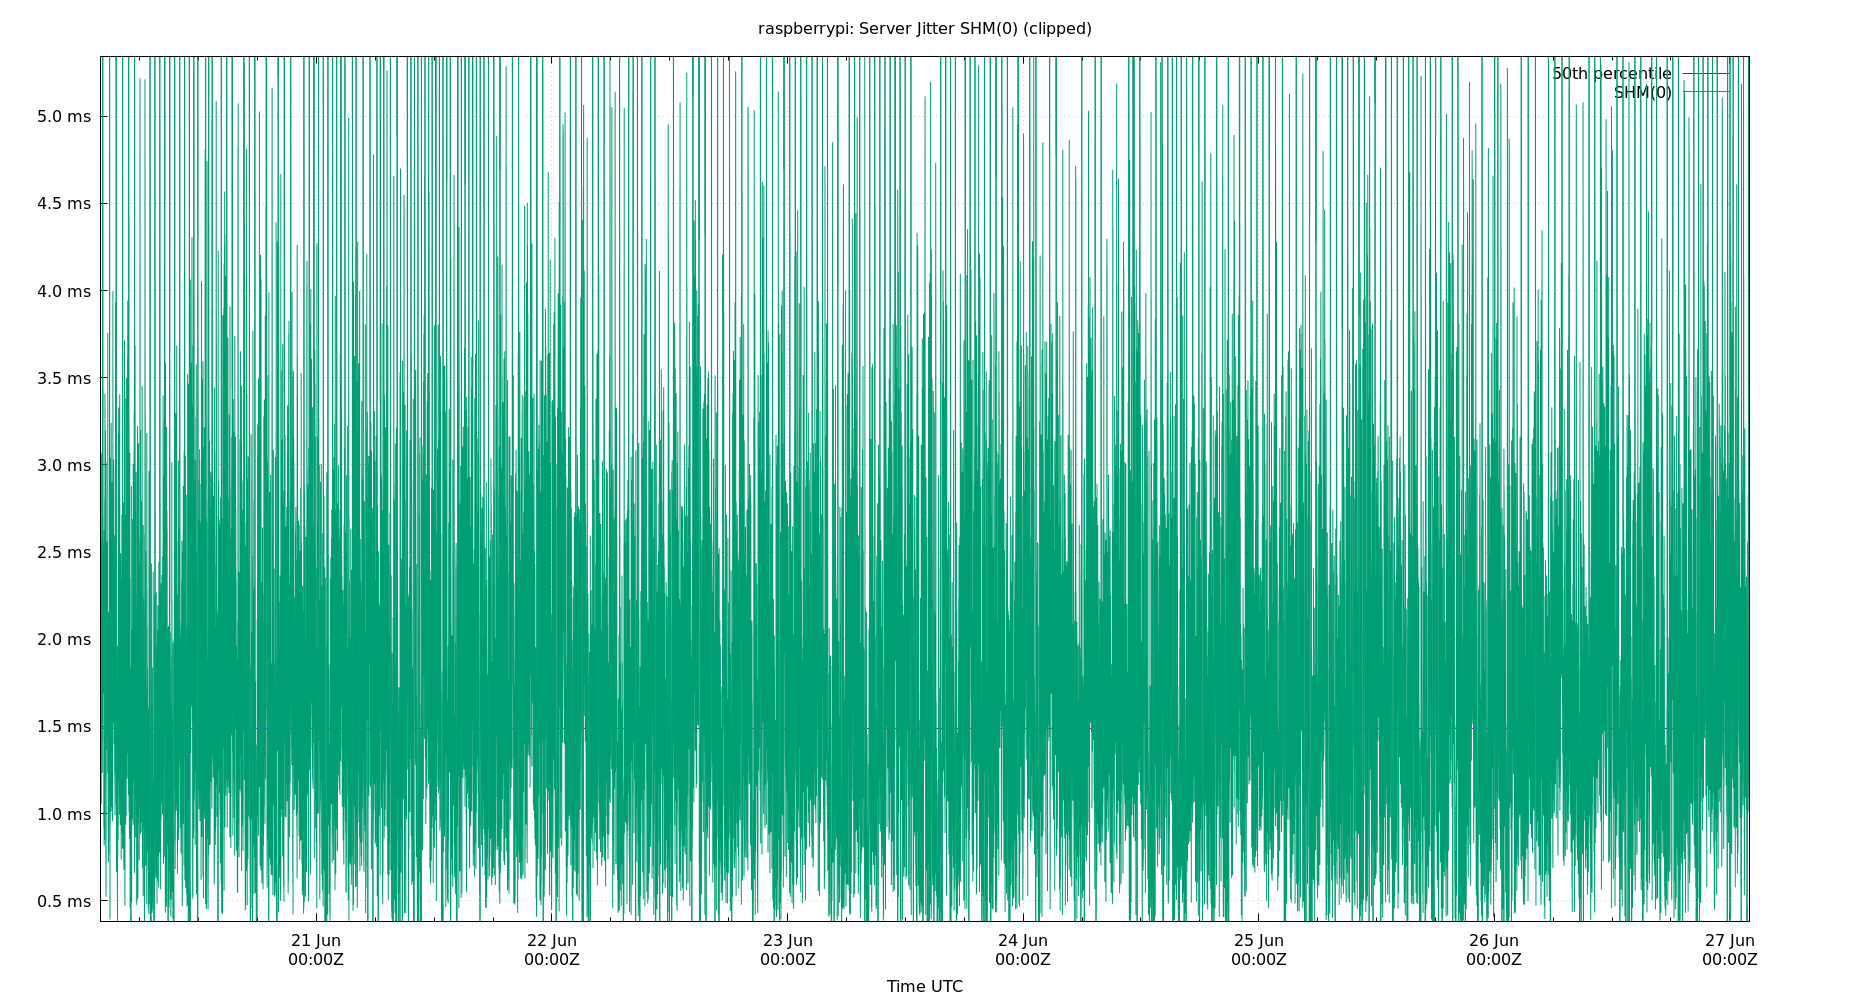 raspberrypi: Server Jitter SHM(0) (clipped)
50th percentile
SHM(0)
5.0 ms
4.5 ms
4.0 ms
3.5 ms
3.0 ms
2.5 ms
2.0 ms
1.5 ms
1.0 ms
0.5 ms
21 Jun 22 Jun 23 Jun 24 Jun 25 Jun 26 Jun 27 Jun
00:00Z 00:00Z 00:00Z 00:00Z 00:00Z 00:00Z 00:00Z
Time UTC